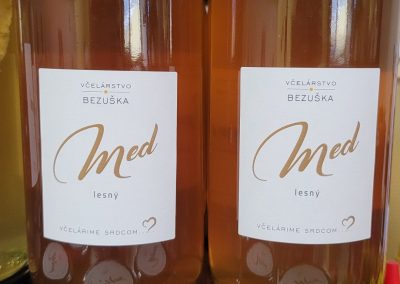 VČELÁRSTVO
BEZUŠKA
Med
lesný
VČELÁRIME SRDCOM
VČELÁRSTVO
BEZUŠKA
Med
lesný
VČELÁRIME SRDCOM